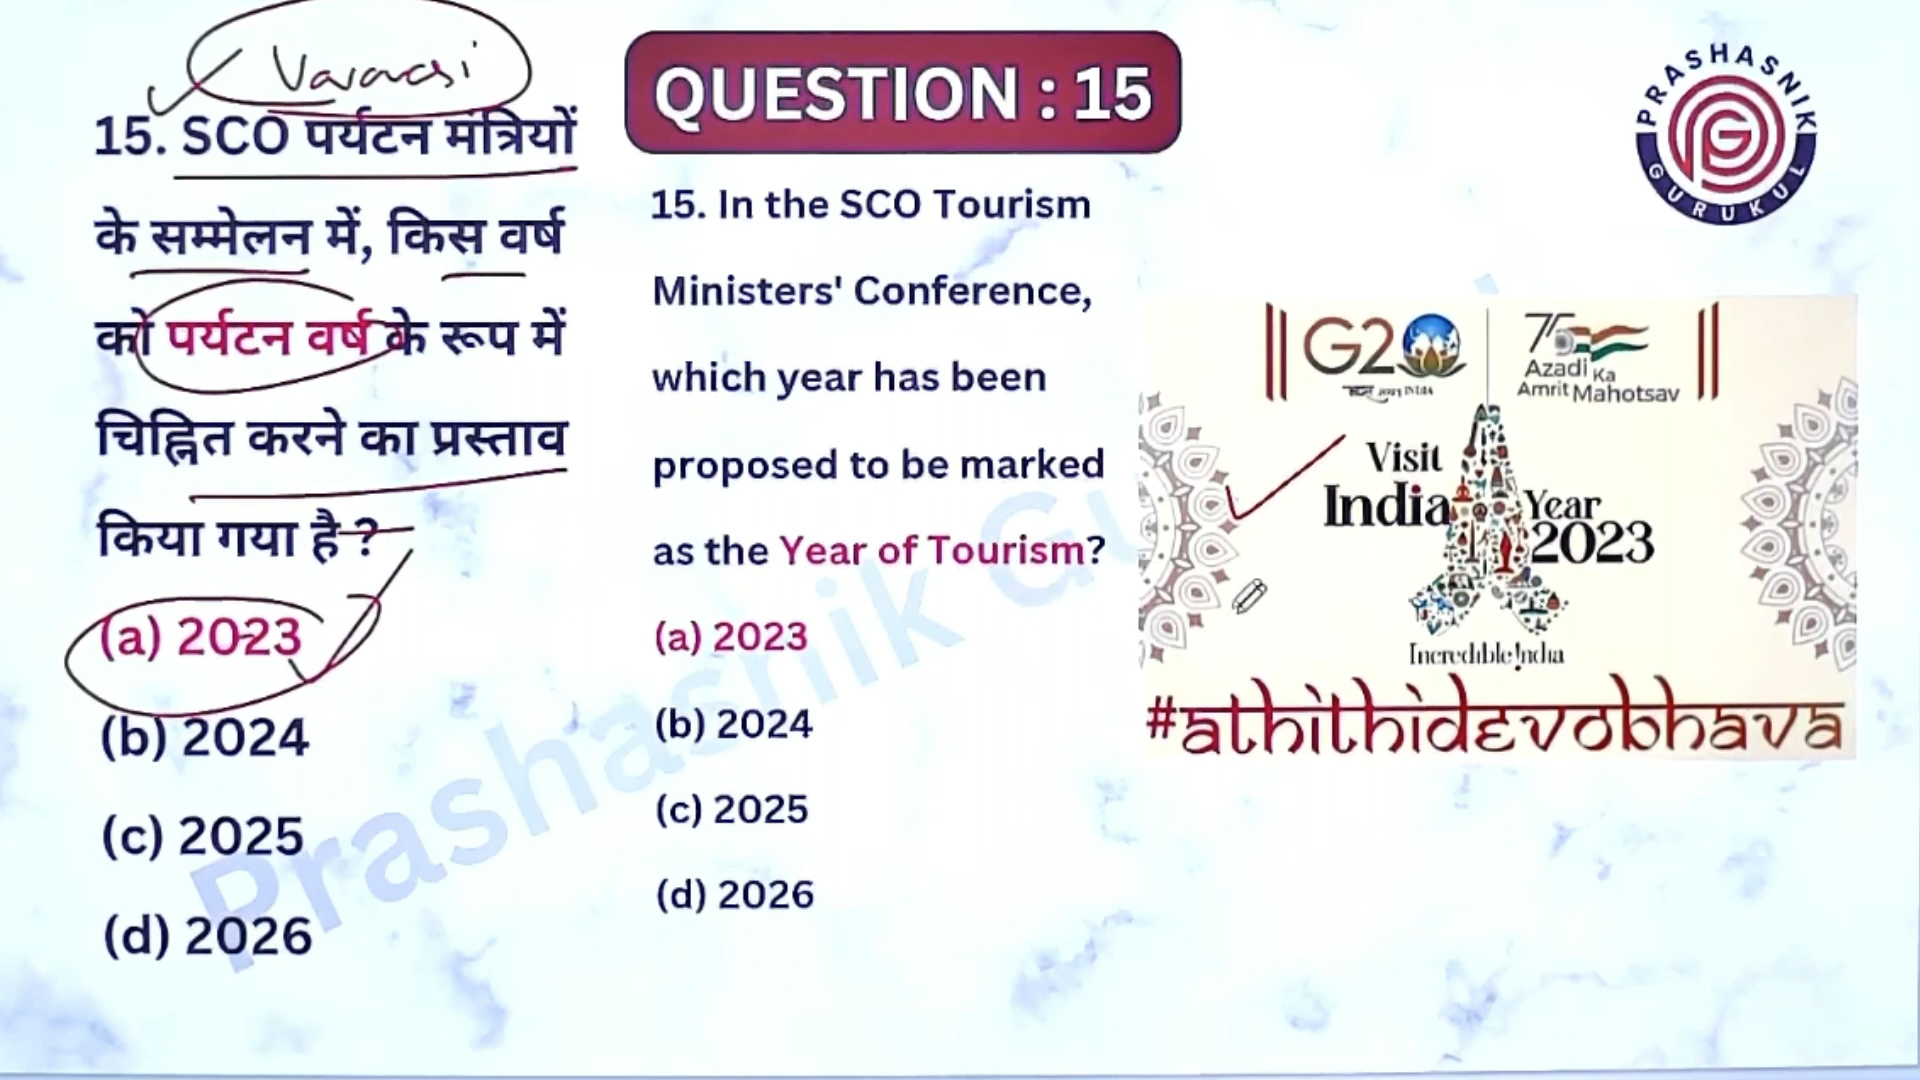 Varanasi
15. SCO पर्यटन मंत्रियों
के सम्मेलन में, किस वर्ष
को पर्यटन वर्ष के रूप में
चिह्नित करने का प्रस्ताव
किया गया है ?
(a) 2023
(b) 2024
(c) 2025
(d) 2026
QUESTION : 15
15. In the SCO Tourism
Ministers' Conference,
which year has been
proposed to be marked
as the Year of Tourism?
(a) 2023
(b) 2024
(c) 2025
(d) 2026
PRASHASNIK
GURUKUL
G20
75
Azadi Ka
Amrit Mahotsav
Visit
India Year
2023
Incredible !ndia
#athithidevobhava
Prashasnik Gu